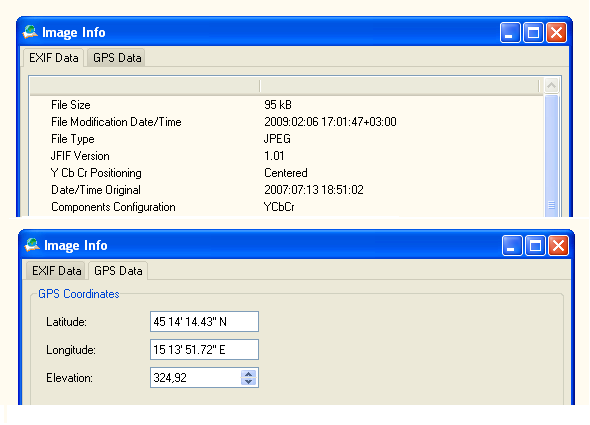 Image Info
EXIF Data GPS Data
File Size 95 kB
File Modification Date/Time 2009:02:06 17:01:47+03:00
File Type JPEG
JFIF Version 1.01
Y Cb Cr Positioning Centered
Date/Time Original 2007:07:13 18:51:02
Components Configuration YCbCr
Image Info
EXIF Data GPS Data
GPS Coordinates
Latitude: 45 14' 14.43" N
Longitude: 15 13' 51.72" E
Elevation: 324,92